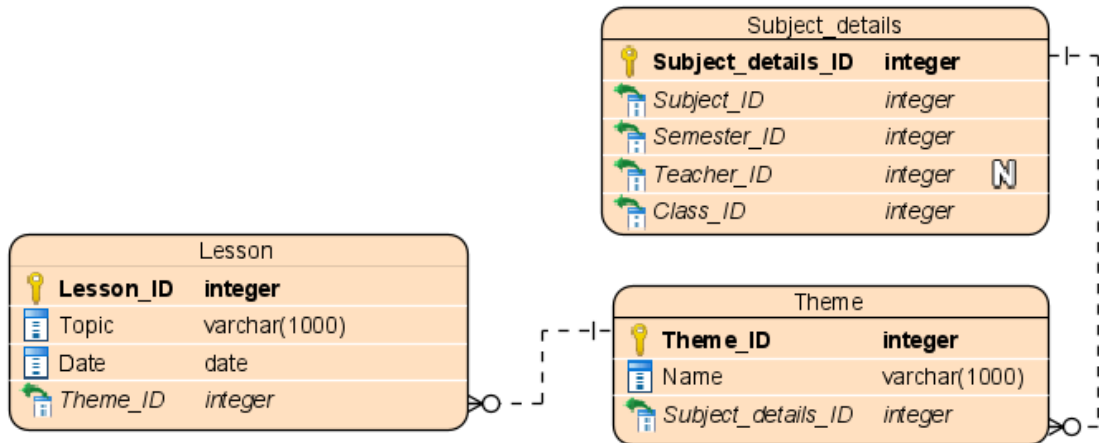 Subject_details
Subject_details_ID integer
Subject_ID integer
Semester_ID integer
Teacher_ID integer N
Class_ID integer
Lesson
Lesson_ID integer
Topic varchar(1000)
Date date
Theme_ID integer
Theme
Theme_ID integer
Name varchar(1000)
Subject_details_ID integer